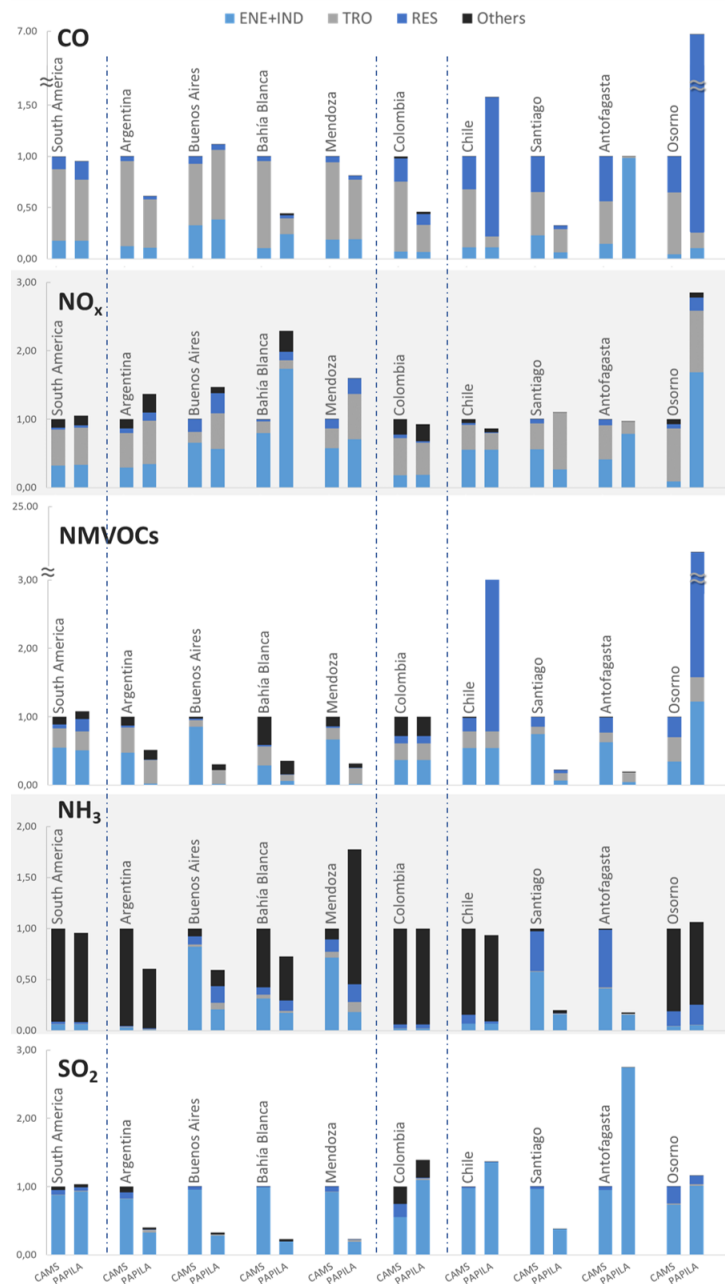 ENE+IND TRO RES Others
CO
7.00
1,50
1,00
0,50
0,00
South America
Argentina
Buenos Aires
Bahía Blanca
Mendoza
Colombia
Chile
Santiago
Antofagasta
Osorno
NOx
3,00
2,00
1,00
0,00
South America
Argentina
Buenos Aires
Bahía Blanca
Mendoza
Colombia
Chile
Santiago
Antofagasta
Osorno
NMVOCs
25.00
3,00
2,00
1,00
0,00
South America
Argentina
Buenos Aires
Bahía Blanca
Mendoza
Colombia
Chile
Santiago
Antofagasta
Osorno
NH3
2,00
1,50
1,00
0,50
0,00
South America
Argentina
Buenos Aires
Bahía Blanca
Mendoza
Colombia
Chile
Santiago
Antofagasta
Osorno
SO2
3,00
2,00
1,00
0,00
South America
Argentina
Buenos Aires
Bahía Blanca
Mendoza
Colombia
Chile
Santiago
Antofagasta
Osorno
CAMS PAPILA CAMS PAPILA CAMS PAPILA CAMS PAPILA CAMS PAPILA CAMS PAPILA CAMS PAPILA CAMS PAPILA CAMS PAPILA CAMS PAPILA